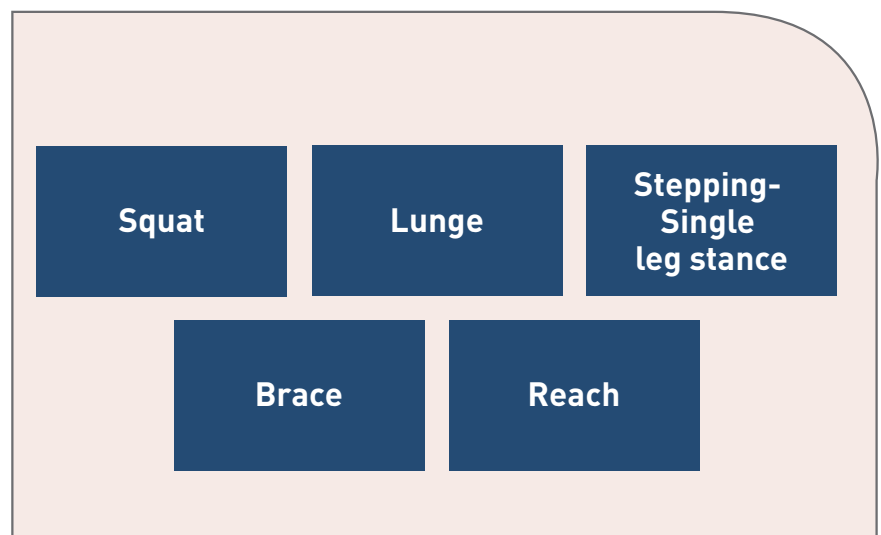 Squat
Lunge
Stepping-
Single
leg stance
Brace
Reach